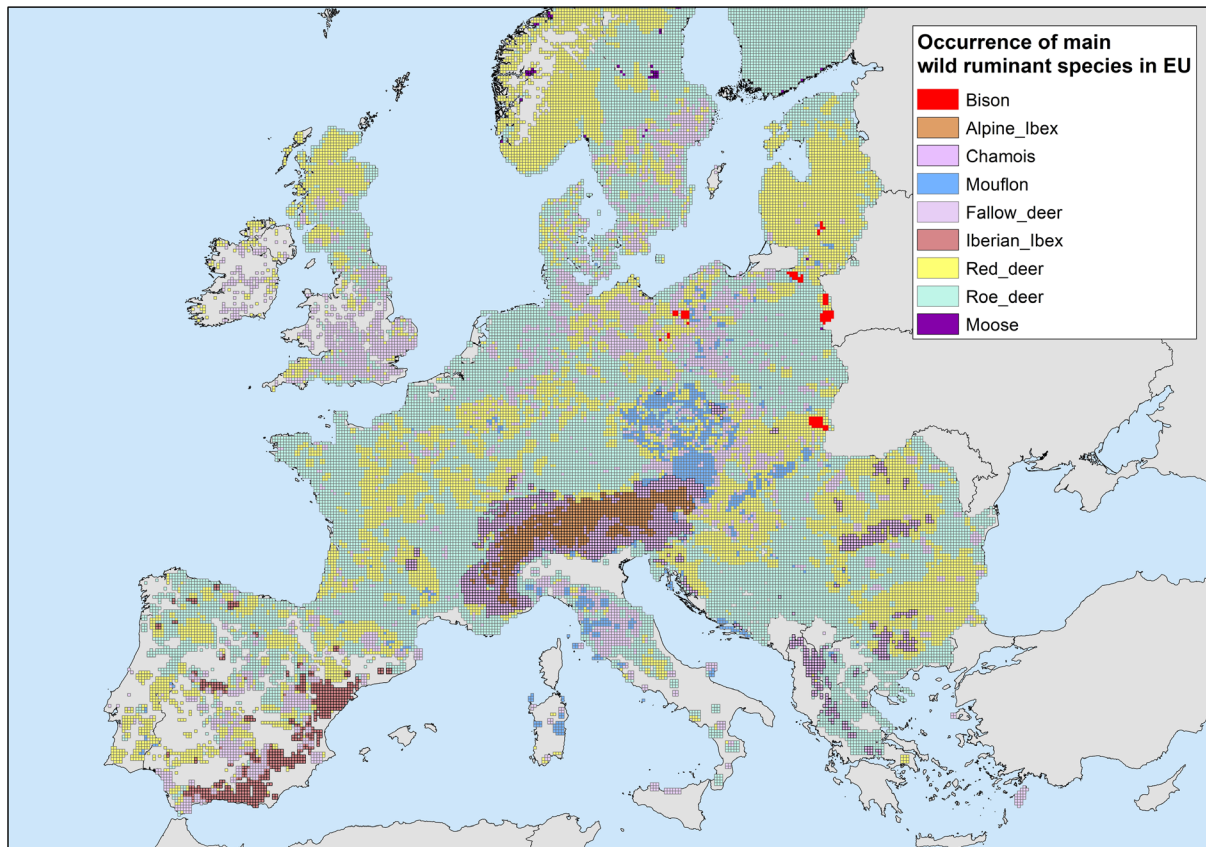 Occurrence of main
wild ruminant species in EU
Bison
Alpine_Ibex
Chamois
Mouflon
Fallow_deer
Iberian_Ibex
Red_deer
Roe_deer
Moose